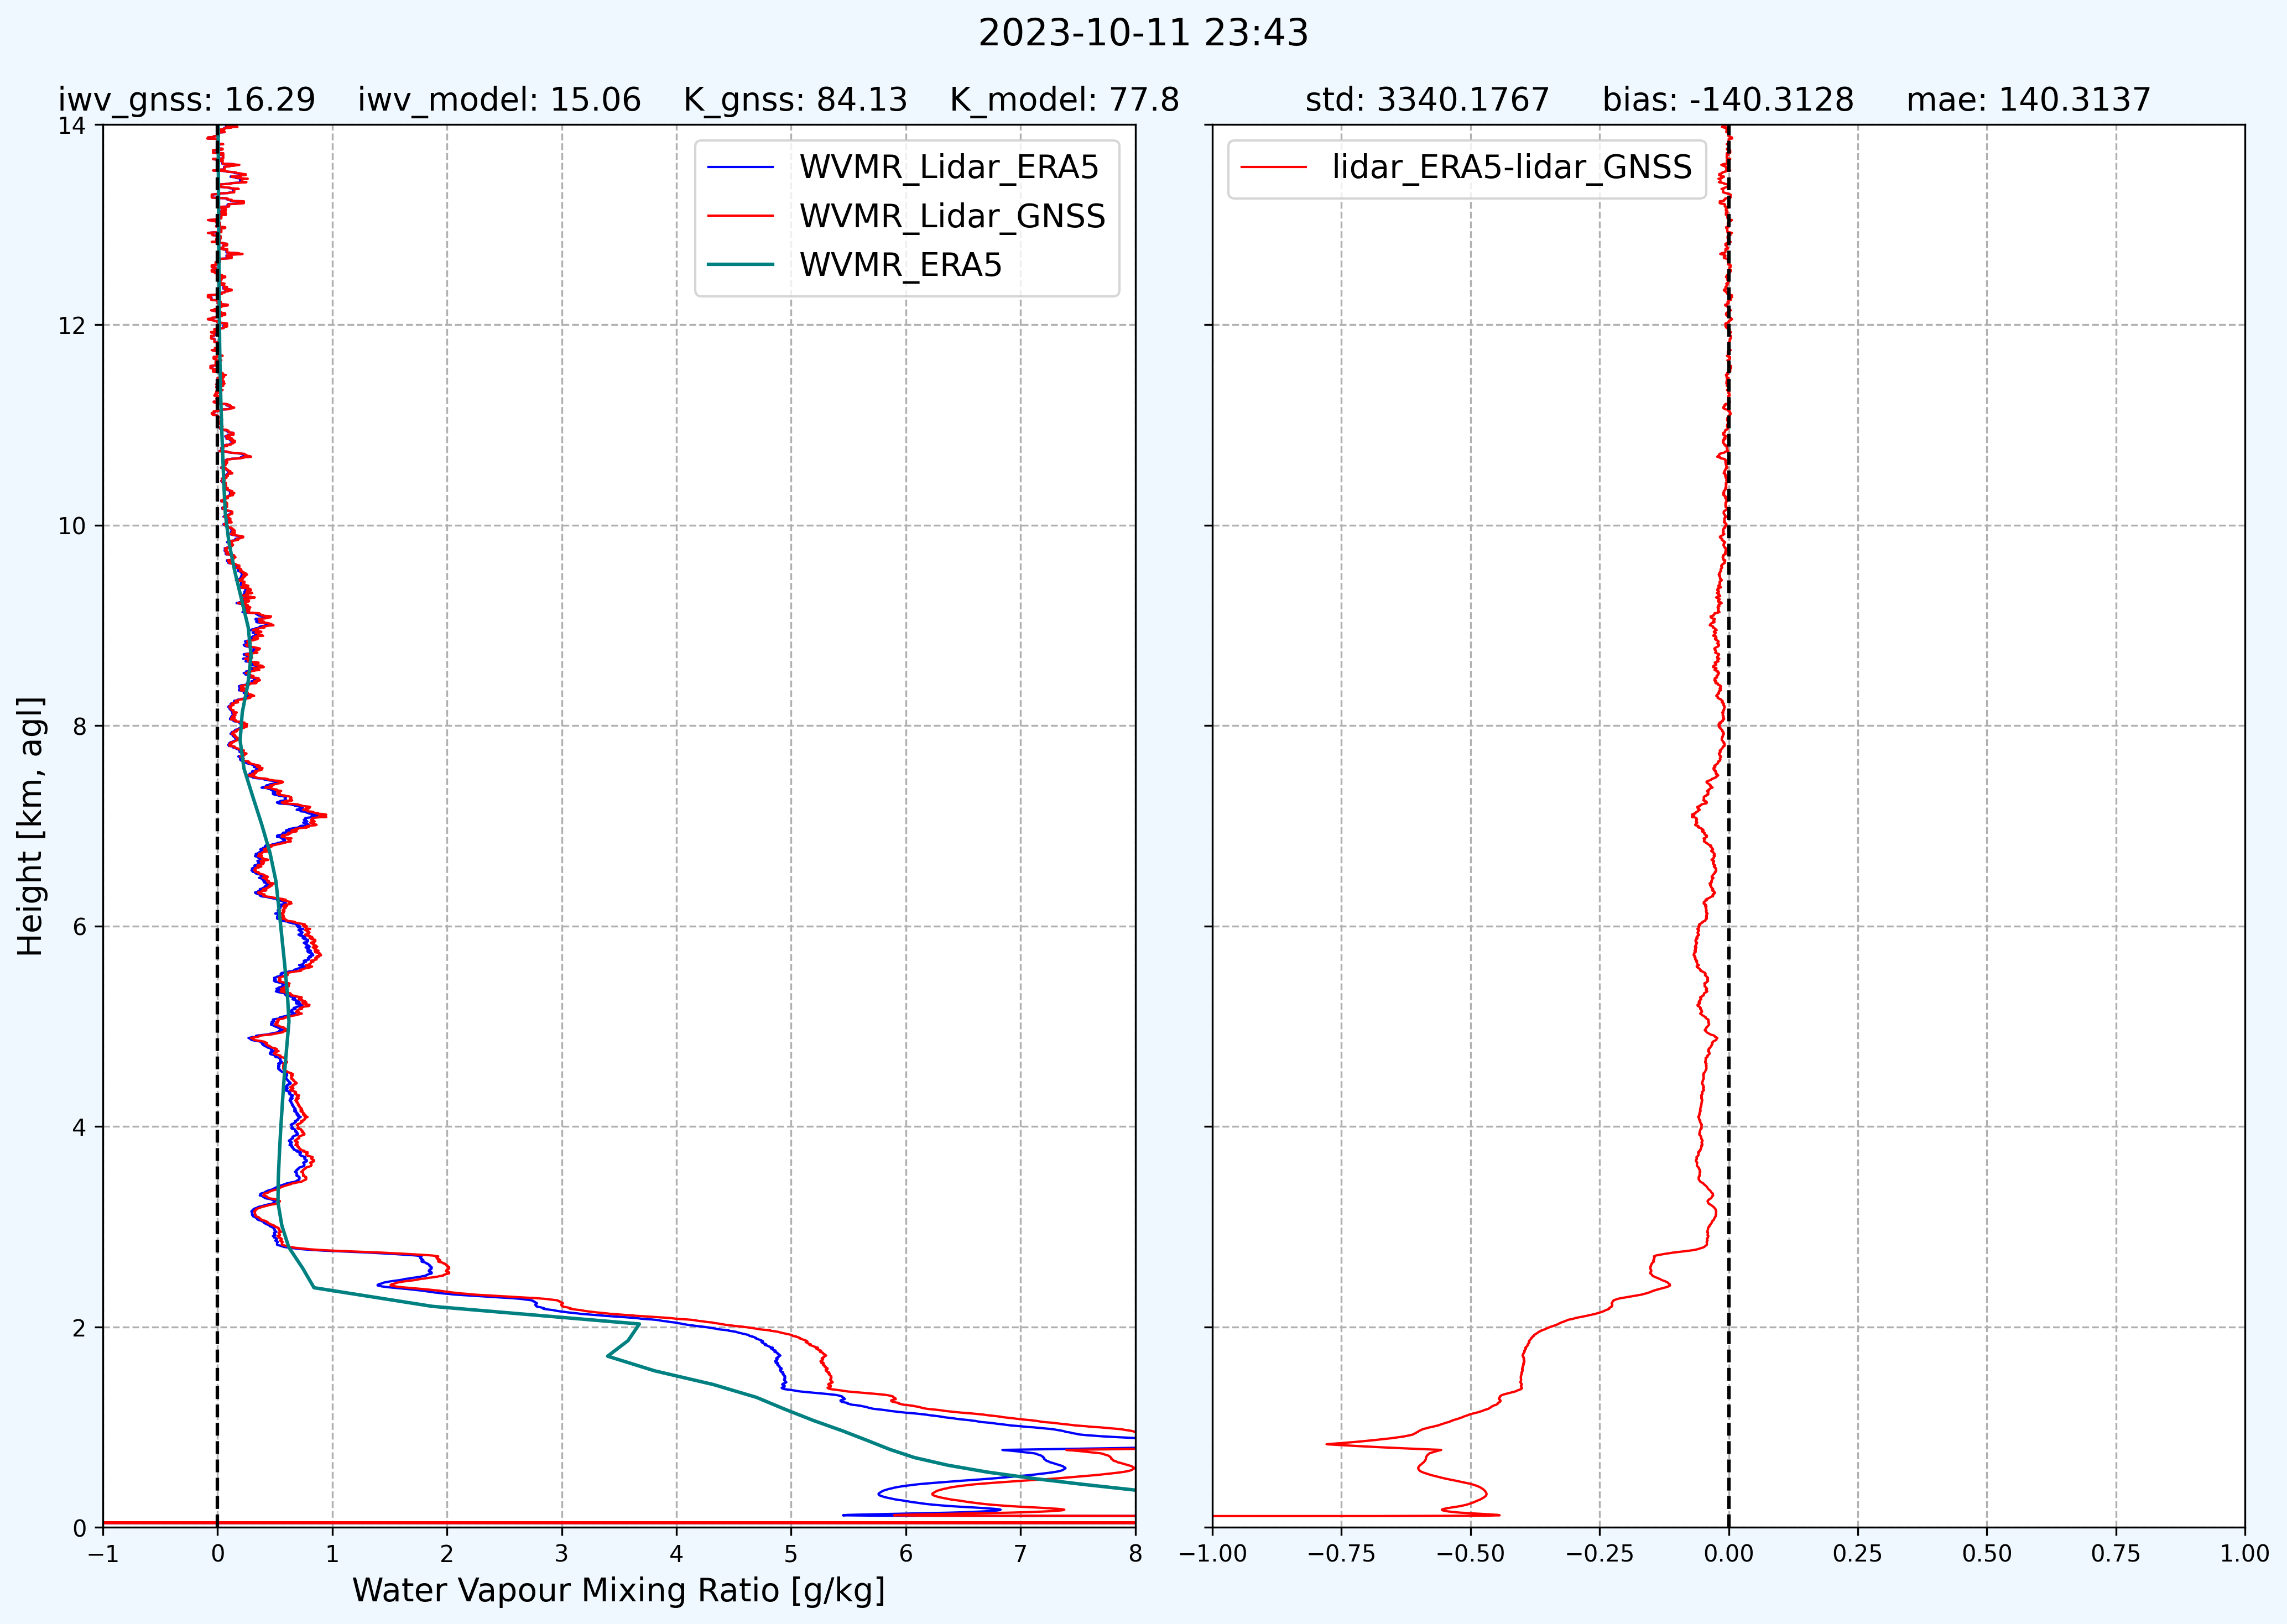 2023-10-11 23:43
iwv_gnss: 16.29 iwv_model: 15.06 K_gnss: 84.13 K_model: 77.8
std: 3340.1767 bias: -140.3128 mae: 140.3137
WVMR_Lidar_ERA5
WVMR_Lidar_GNSS
WVMR_ERA5
lidar_ERA5-lidar_GNSS
14
12
10
8
6
4
2
0
Height [km, agl]
−1 0 1 2 3 4 5 6 7 8
Water Vapour Mixing Ratio [g/kg]
−1.00 −0.75 −0.50 −0.25 0.00 0.25 0.50 0.75 1.00